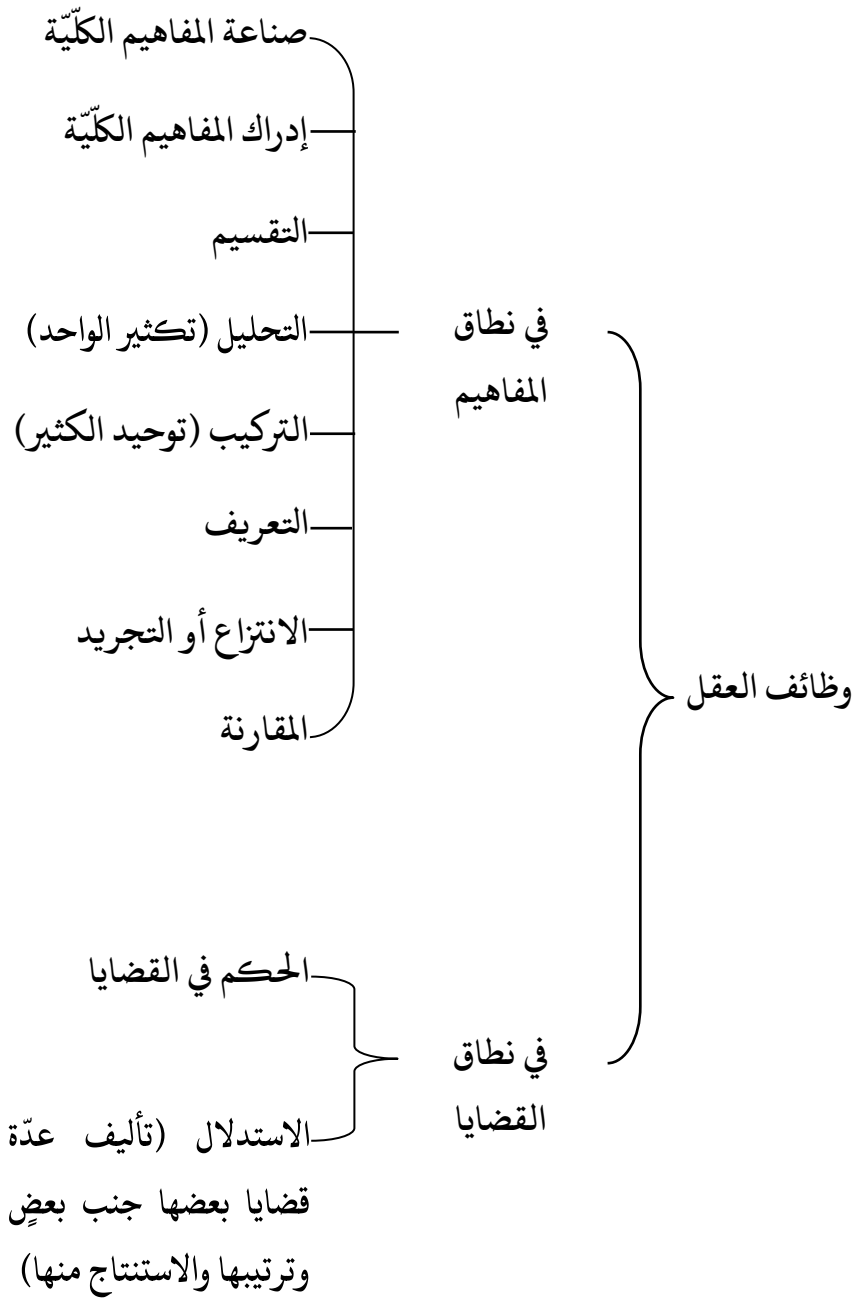 وظائف العقل
في نطاق
المفاهيم
صناعة المفاهيم الكلّيّة
إدراك المفاهيم الكلّيّة
التقسيم
التحليل (تكثير الواحد)
التركيب (توحيد الكثير)
التعريف
الانتزاع أو التجريد
المقارنة
في نطاق
القضايا
الحكم في القضايا
الاستدلال (تأليف عدّة
قضايا بعضها جنب بعضٍ
وترتيبها والاستنتاج منها)